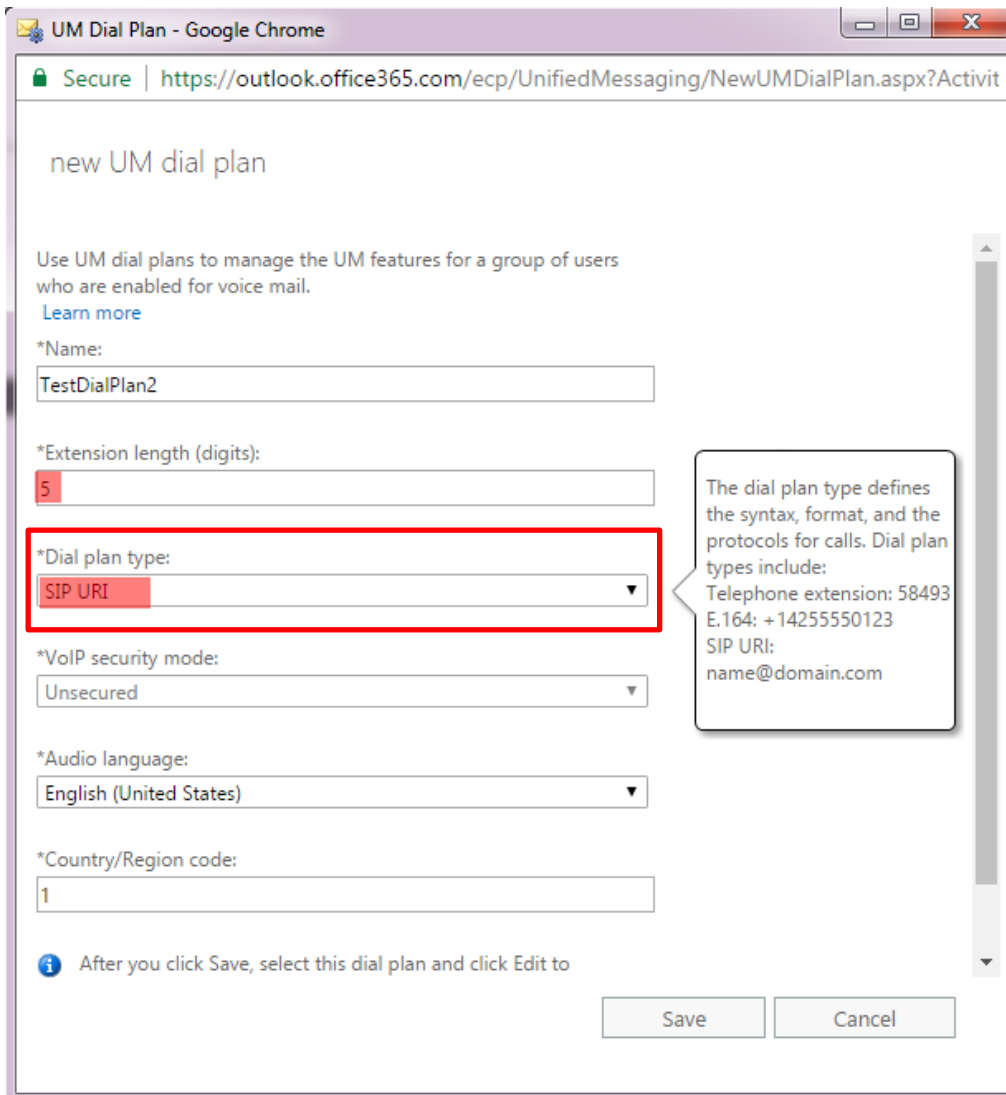 UM Dial Plan - Google Chrome
Secure | https://outlook.office365.com/ecp/UnifiedMessaging/NewUMDialPlan.aspx?Activit
new UM dial plan
Use UM dial plans to manage the UM features for a group of users
who are enabled for voice mail.
Learn more
*Name:
TestDialPlan2
*Extension length (digits):
5
*Dial plan type:
SIP URI
The dial plan type defines
the syntax, format, and the
protocols for calls. Dial plan
types include:
Telephone extension: 58493
E.164: +14255550123
SIP URI:
name@domain.com
*VoIP security mode:
Unsecured
*Audio language:
English (United States)
*Country/Region code:
1
After you click Save, select this dial plan and click Edit to
Save
Cancel